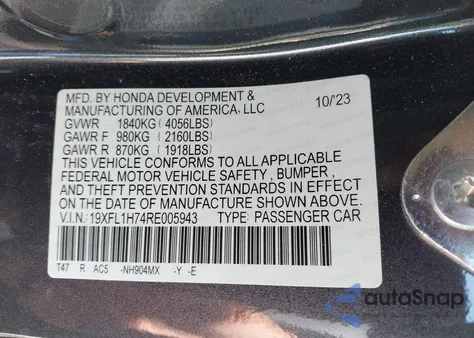 MFD. BY HONDA DEVELOPMENT &
MANUFACTURING OF AMERICA, LLC 10/'23
GVWR 1840KG (4056LBS)
GAWR F 980KG (2160LBS)
GAWR R 870KG (1918LBS)
THIS VEHICLE CONFORMS TO ALL APPLICABLE
FEDERAL MOTOR VEHICLE SAFETY , BUMPER ,
AND THEFT PREVENTION STANDARDS IN EFFECT
ON THE DATE OF MANUFACTURE SHOWN ABOVE.
V.I.N.: 19XFL1H74RE005943 TYPE: PASSENGER CAR
T47 R AC5 -NH904MX -Y -E
autoSnap